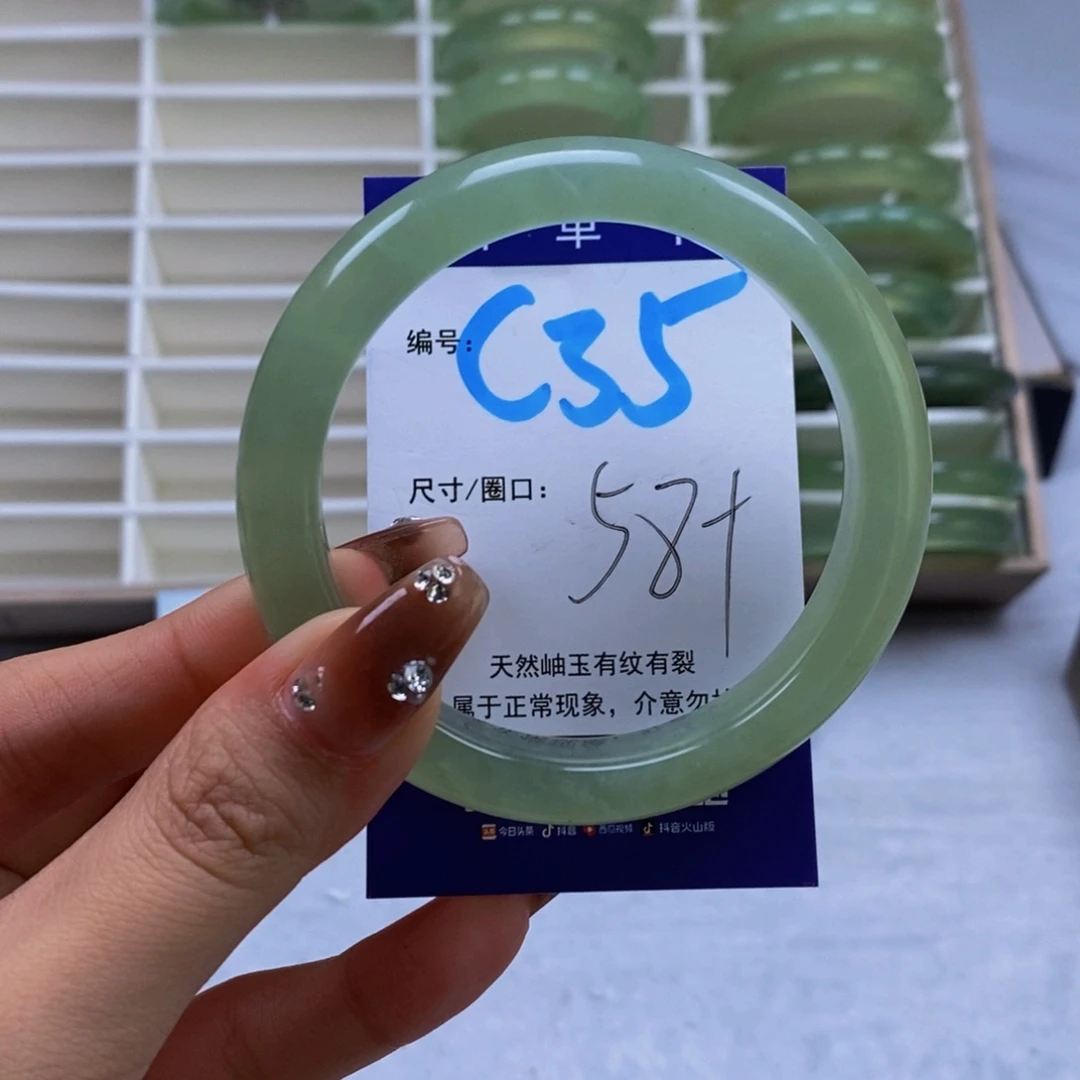 单
编号：C35
尺寸/圈口：58+
天然岫玉有纹有裂
属于正常现象，介意勿
今日头条 抖音 西瓜视频 抖音火山版